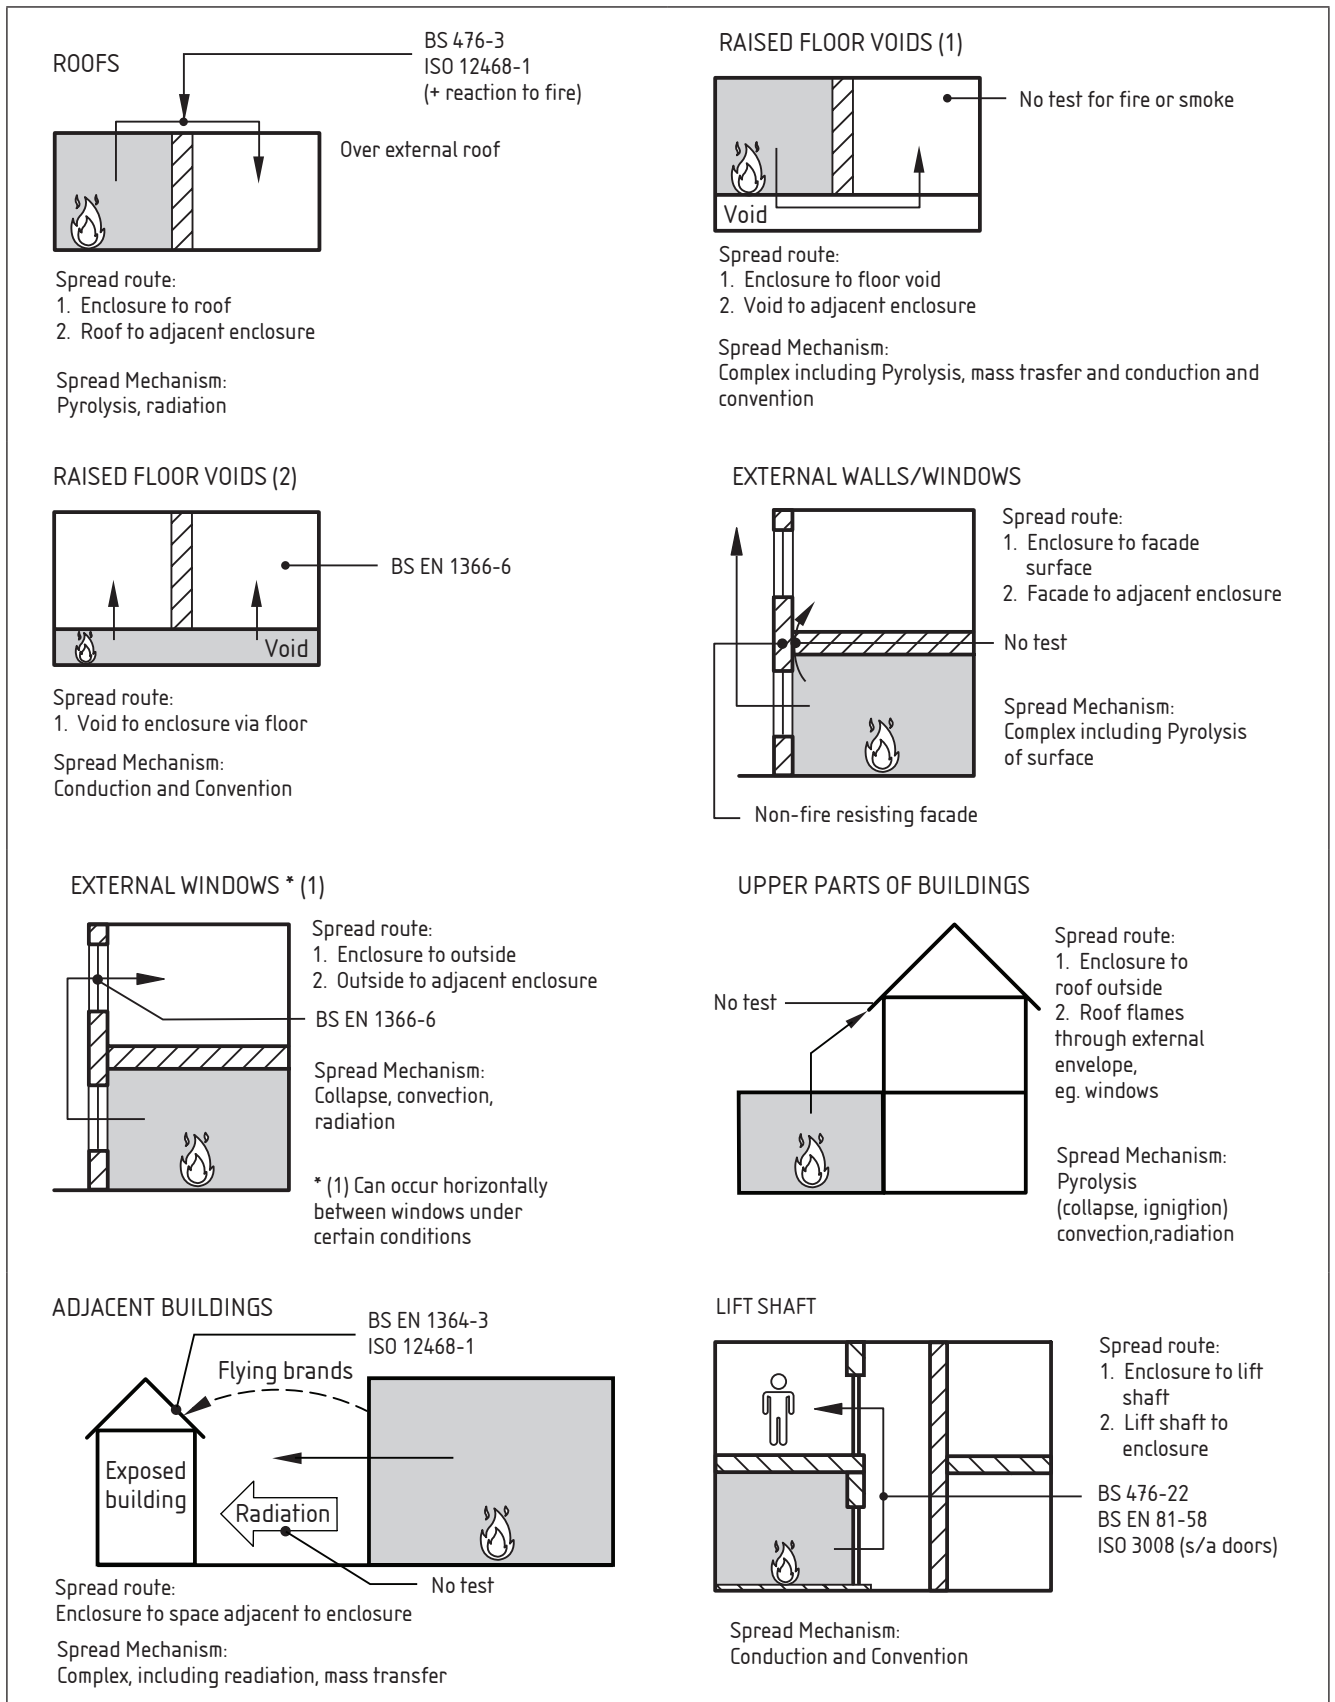 ROOFS
BS 476-3
ISO 12468-1
(+ reaction to fire)
Over external roof
Spread route:
1. Enclosure to roof
2. Roof to adjacent enclosure
Spread Mechanism:
Pyrolysis, radiation
RAISED FLOOR VOIDS (1)
No test for fire or smoke
Void
Spread route:
1. Enclosure to floor void
2. Void to adjacent enclosure
Spread Mechanism:
Complex including Pyrolysis, mass trasfer and conduction and
convention
RAISED FLOOR VOIDS (2)
BS EN 1366-6
Void
Spread route:
1. Void to enclosure via floor
Spread Mechanism:
Conduction and Convention
EXTERNAL WALLS/WINDOWS
Spread route:
1. Enclosure to facade
surface
2. Facade to adjacent enclosure
No test
Spread Mechanism:
Complex including Pyrolysis
of surface
Non-fire resisting facade
EXTERNAL WINDOWS * (1)
Spread route:
1. Enclosure to outside
2. Outside to adjacent enclosure
BS EN 1366-6
Spread Mechanism:
Collapse, convection,
radiation
* (1) Can occur horizontally
between windows under
certain conditions
UPPER PARTS OF BUILDINGS
No test
Spread route:
1. Enclosure to
roof outside
2. Roof flames
through external
envelope,
eg. windows
Spread Mechanism:
Pyrolysis
(collapse, ignigtion)
convection,radiation
ADJACENT BUILDINGS
BS EN 1364-3
ISO 12468-1
Flying brands
Exposed
building
Radiation
No test
Spread route:
Enclosure to space adjacent to enclosure
Spread Mechanism:
Complex, including readiation, mass transfer
LIFT SHAFT
Spread route:
1. Enclosure to lift
shaft
2. Lift shaft to
enclosure
BS 476-22
BS EN 81-58
ISO 3008 (s/a doors)
Spread Mechanism:
Conduction and Convention